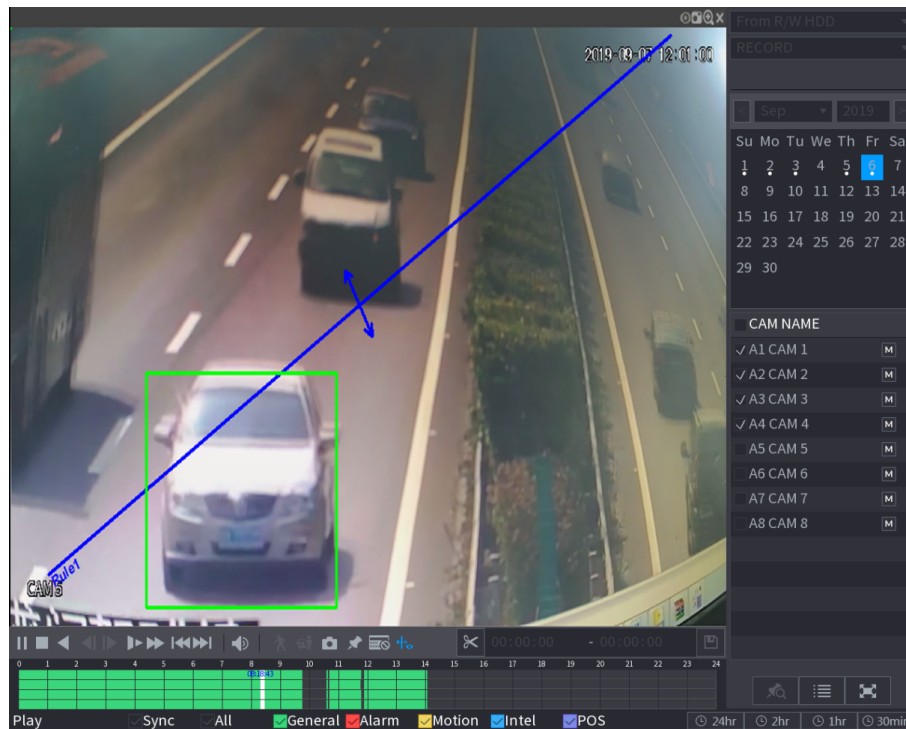 From R/W HDD
2019-09-07 12:01:00
RECORD
Sep 2019
Su Mo Tu We Th Fr Sa
1 2 3 4 5 6 7
8 9 10 11 12 13 14
15 16 17 18 19 20 21
22 23 24 25 26 27 28
29 30
CAM NAME
A1 CAM 1 M
A2 CAM 2 M
A3 CAM 3 M
A4 CAM 4 M
A5 CAM 5 M
A6 CAM 6 M
A7 CAM 7 M
A8 CAM 8 M
Rule1
CAM 5
00:00:00 - 00:00:00
0 1 2 3 4 5 6 7 8 9 10 11 12 13 14 15 16 17 18 19 20 21 22 23 24
Play Sync All General Alarm Motion Intel POS 24hr 2hr 1hr 30min